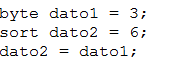 byte dato1 = 3;
sort dato2 = 6;
dato2 = dato1;